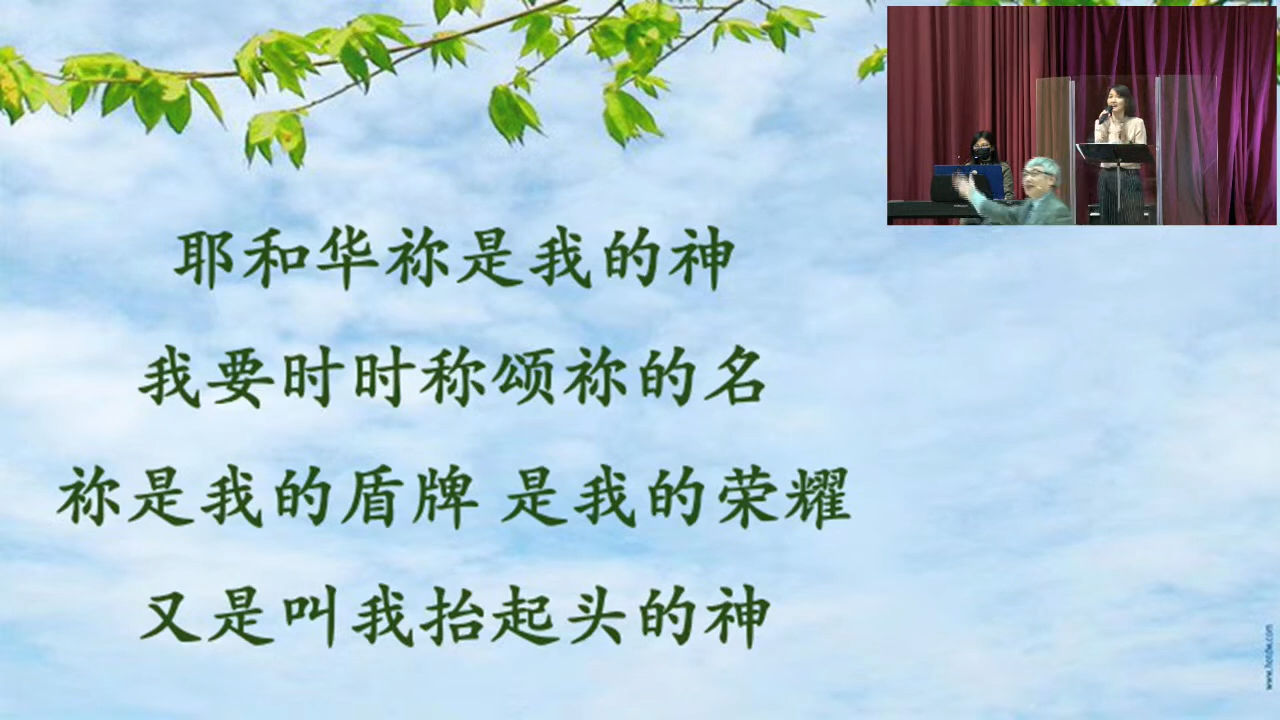 耶和华祢是我的神
我要时时称颂祢的名
祢是我的盾牌 是我的荣耀
又是叫我抬起头的神